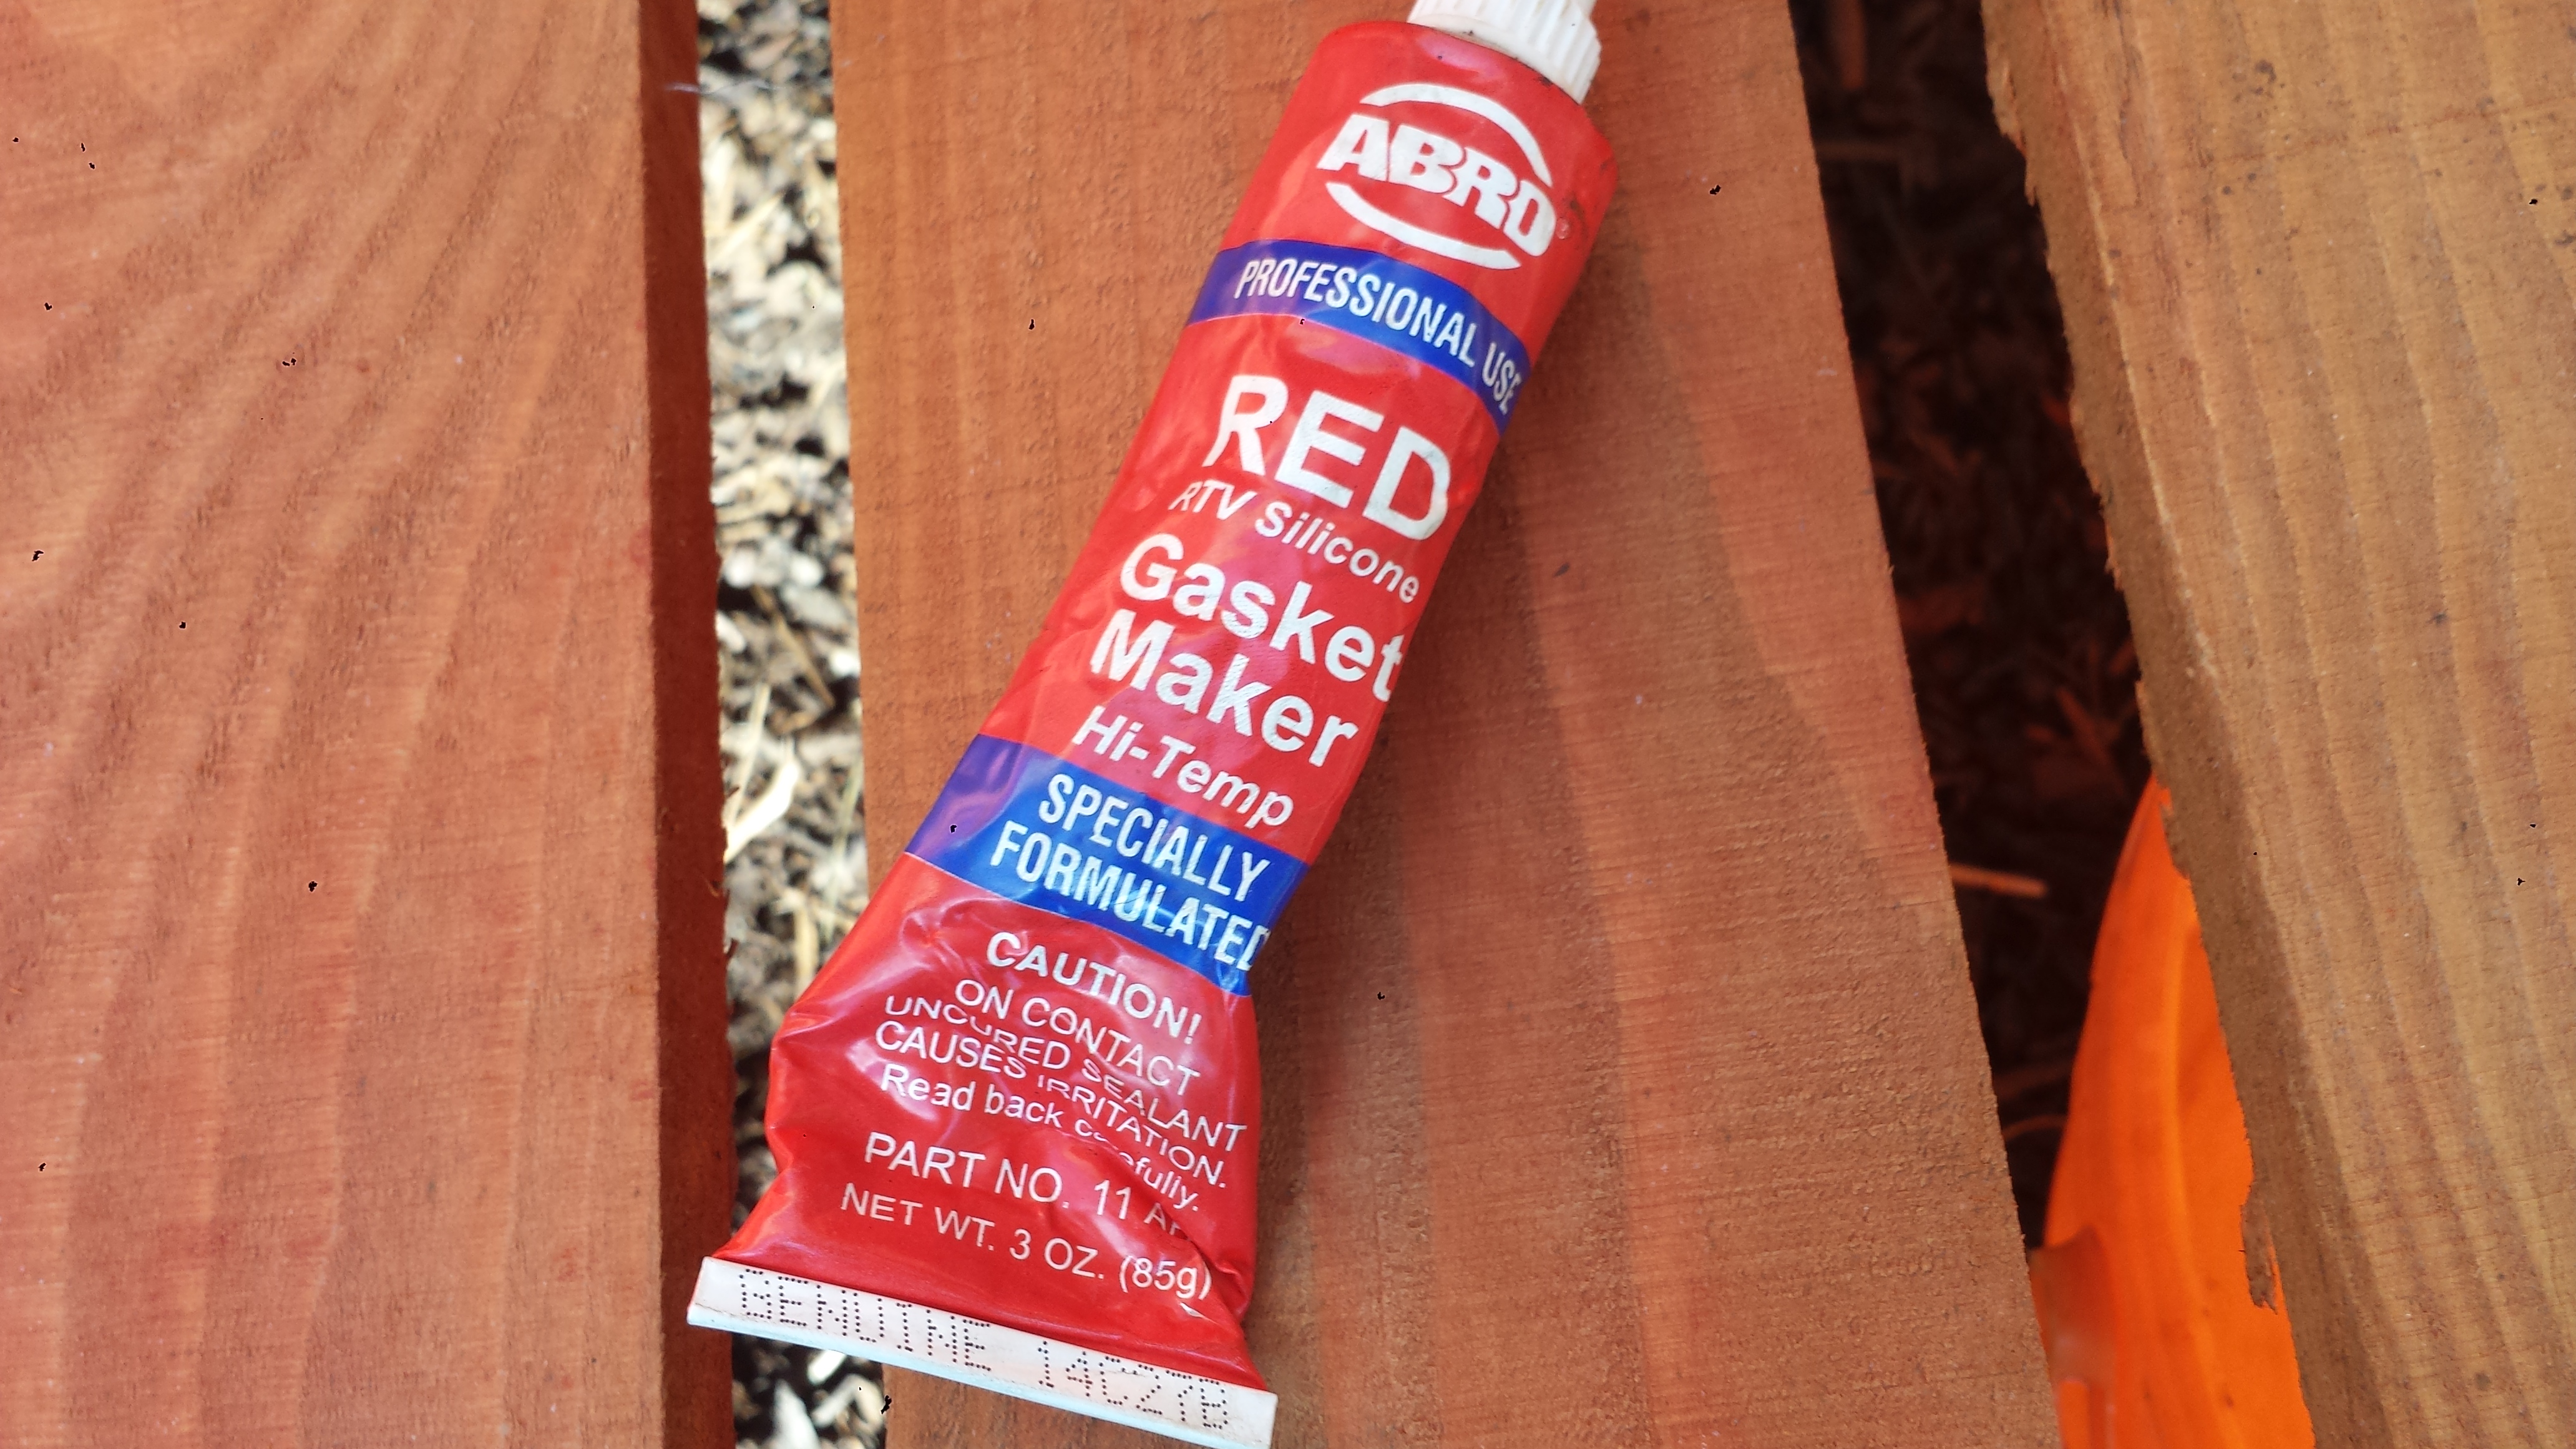 ABRO
PROFESSIONAL USE
RED
RTV Silicone
Gasket
Maker
Hi-Temp
SPECIALLY
FORMULATED
CAUTION!
ON CONTACT
UNCURED SEALANT
CAUSES IRRITATION.
Read back carefully.
PART NO. 11
NET WT. 3 OZ. (85g)
GENUINE 14C27B